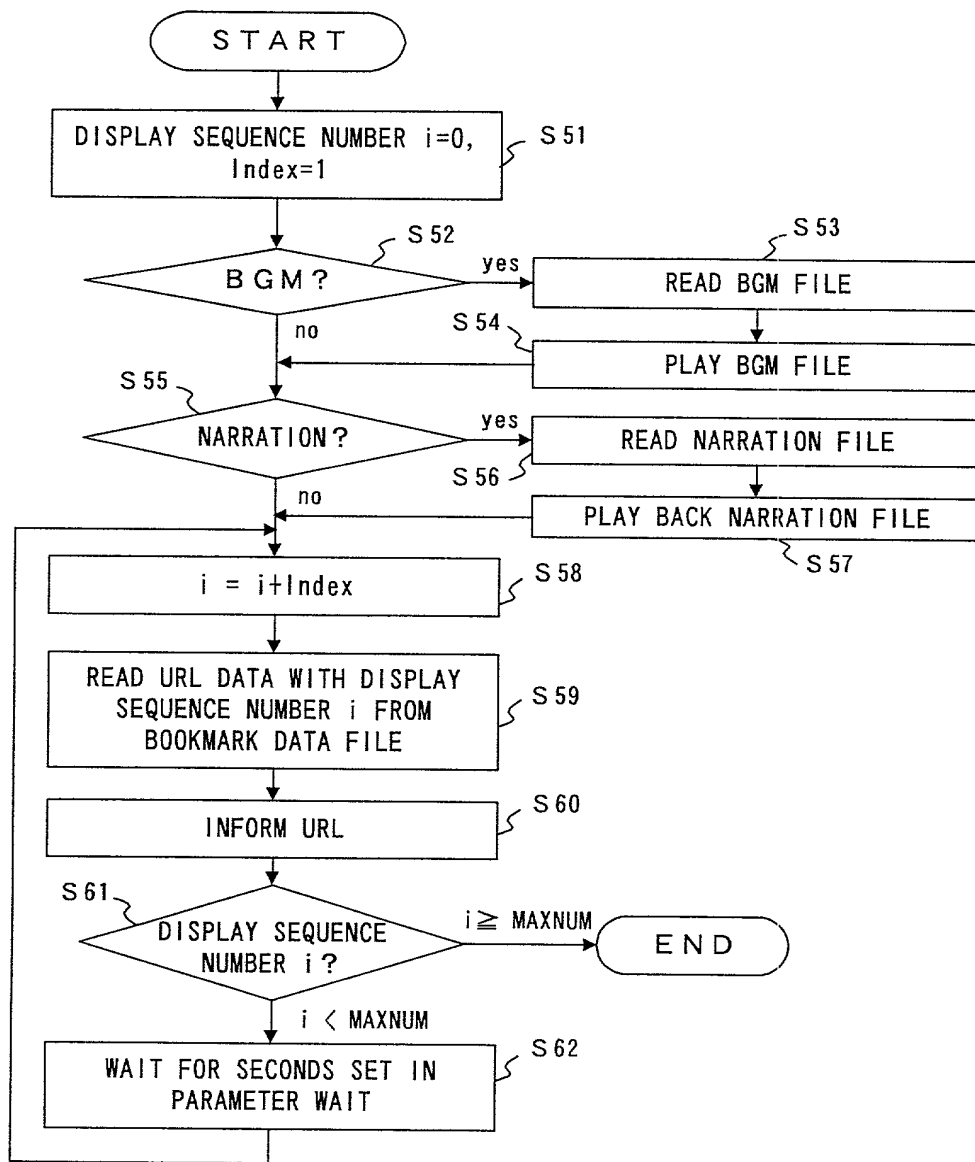 START
DISPLAY SEQUENCE NUMBER i=0,
Index=1
S51
S52
BGM?
yes
S53
READ BGM FILE
no
S54
PLAY BGM FILE
S55
NARRATION?
yes
READ NARRATION FILE
S56
no
PLAY BACK NARRATION FILE
S57
i = i+Index
S58
READ URL DATA WITH DISPLAY
SEQUENCE NUMBER i FROM
BOOKMARK DATA FILE
S59
S60
INFORM URL
S61
DISPLAY SEQUENCE
NUMBER i?
i≧ MAXNUM
END
i < MAXNUM
S62
WAIT FOR SECONDS SET IN
PARAMETER WAIT